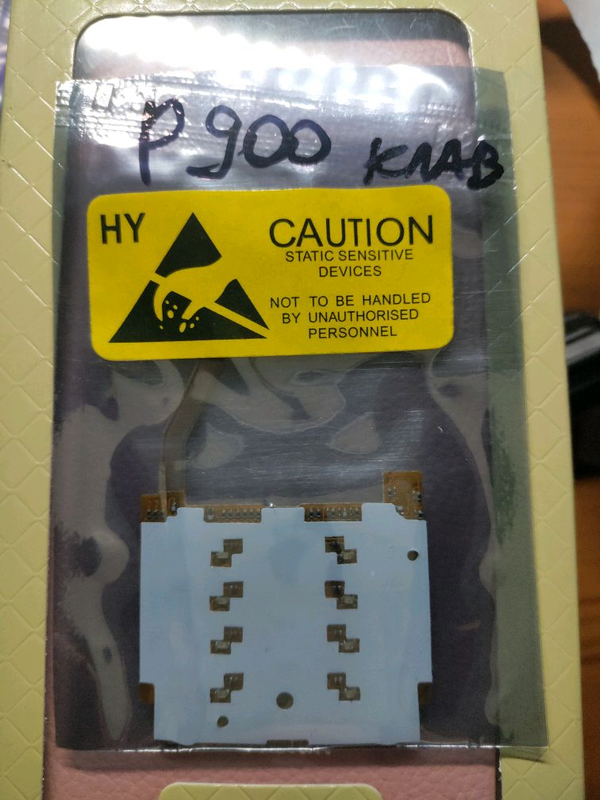 P900 КЛАВ
HY
CAUTION
STATIC SENSITIVE
DEVICES
NOT TO BE HANDLED
BY UNAUTHORISED
PERSONNEL